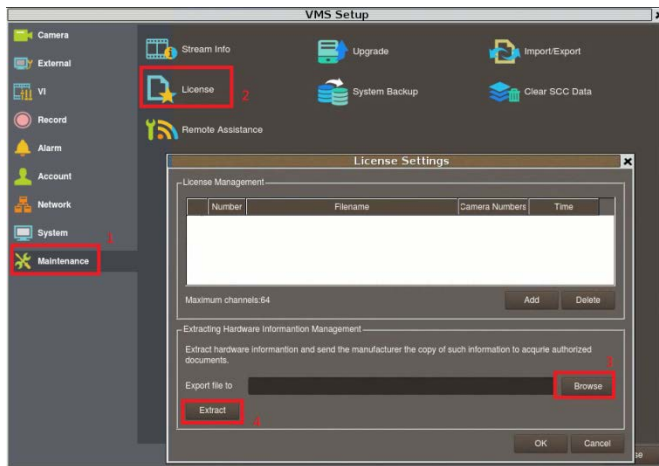 VMS Setup
Camera
External
VI
Record
Alarm
Account
Network
System
1
Maintenance
Stream Info
Upgrade
Import/Export
License
2
System Backup
Clear SCC Data
Remote Assistance
License Settings
License Management
Number Filename Camera Numbers Time
Maximum channels:64
Add Delete
Extracting Hardware Informantion Management
Extract hardware informantion and send the manufacturer the copy of such information to acqurie authorized
documents.
3
Export file to
Browse
Extract
4
OK Cancel